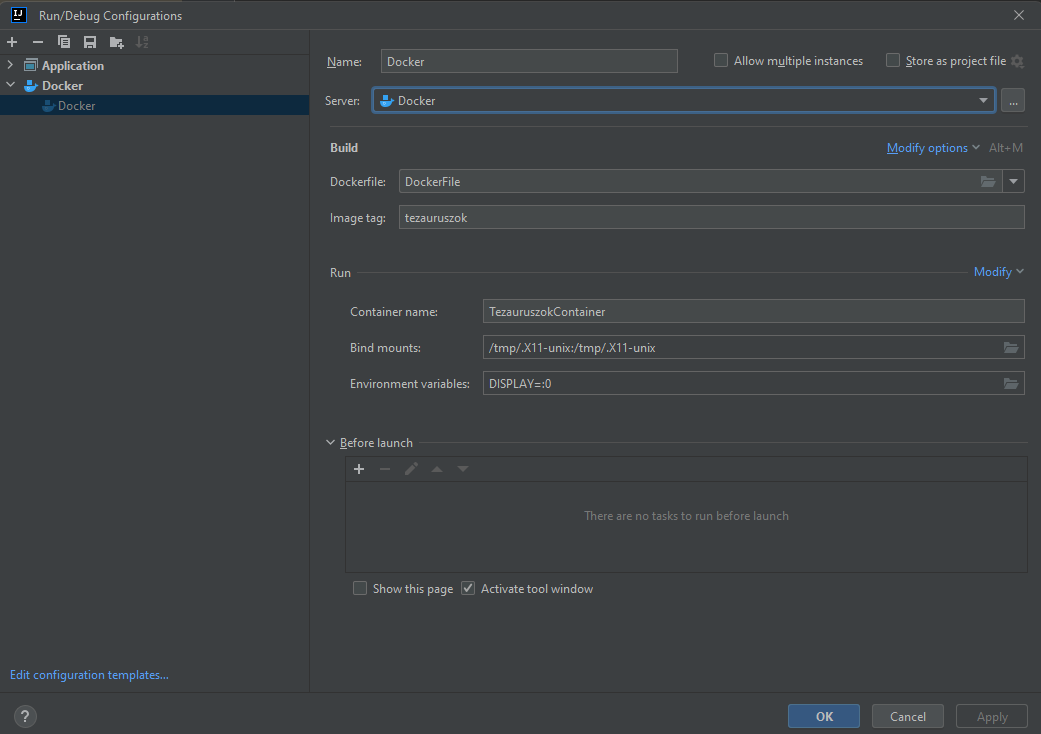 Run/Debug Configurations
Application
Docker
Docker
Edit configuration templates...
Name: Docker Allow multiple instances Store as project file
Server: Docker ...
Build Modify options Alt+M
Dockerfile: DockerFile
Image tag: tezauruszok
Run Modify
Container name: TezauruszokContainer
Bind mounts: /tmp/.X11-unix:/tmp/.X11-unix
Environment variables: DISPLAY=:0
Before launch
There are no tasks to run before launch
Show this page Activate tool window
? OK Cancel Apply